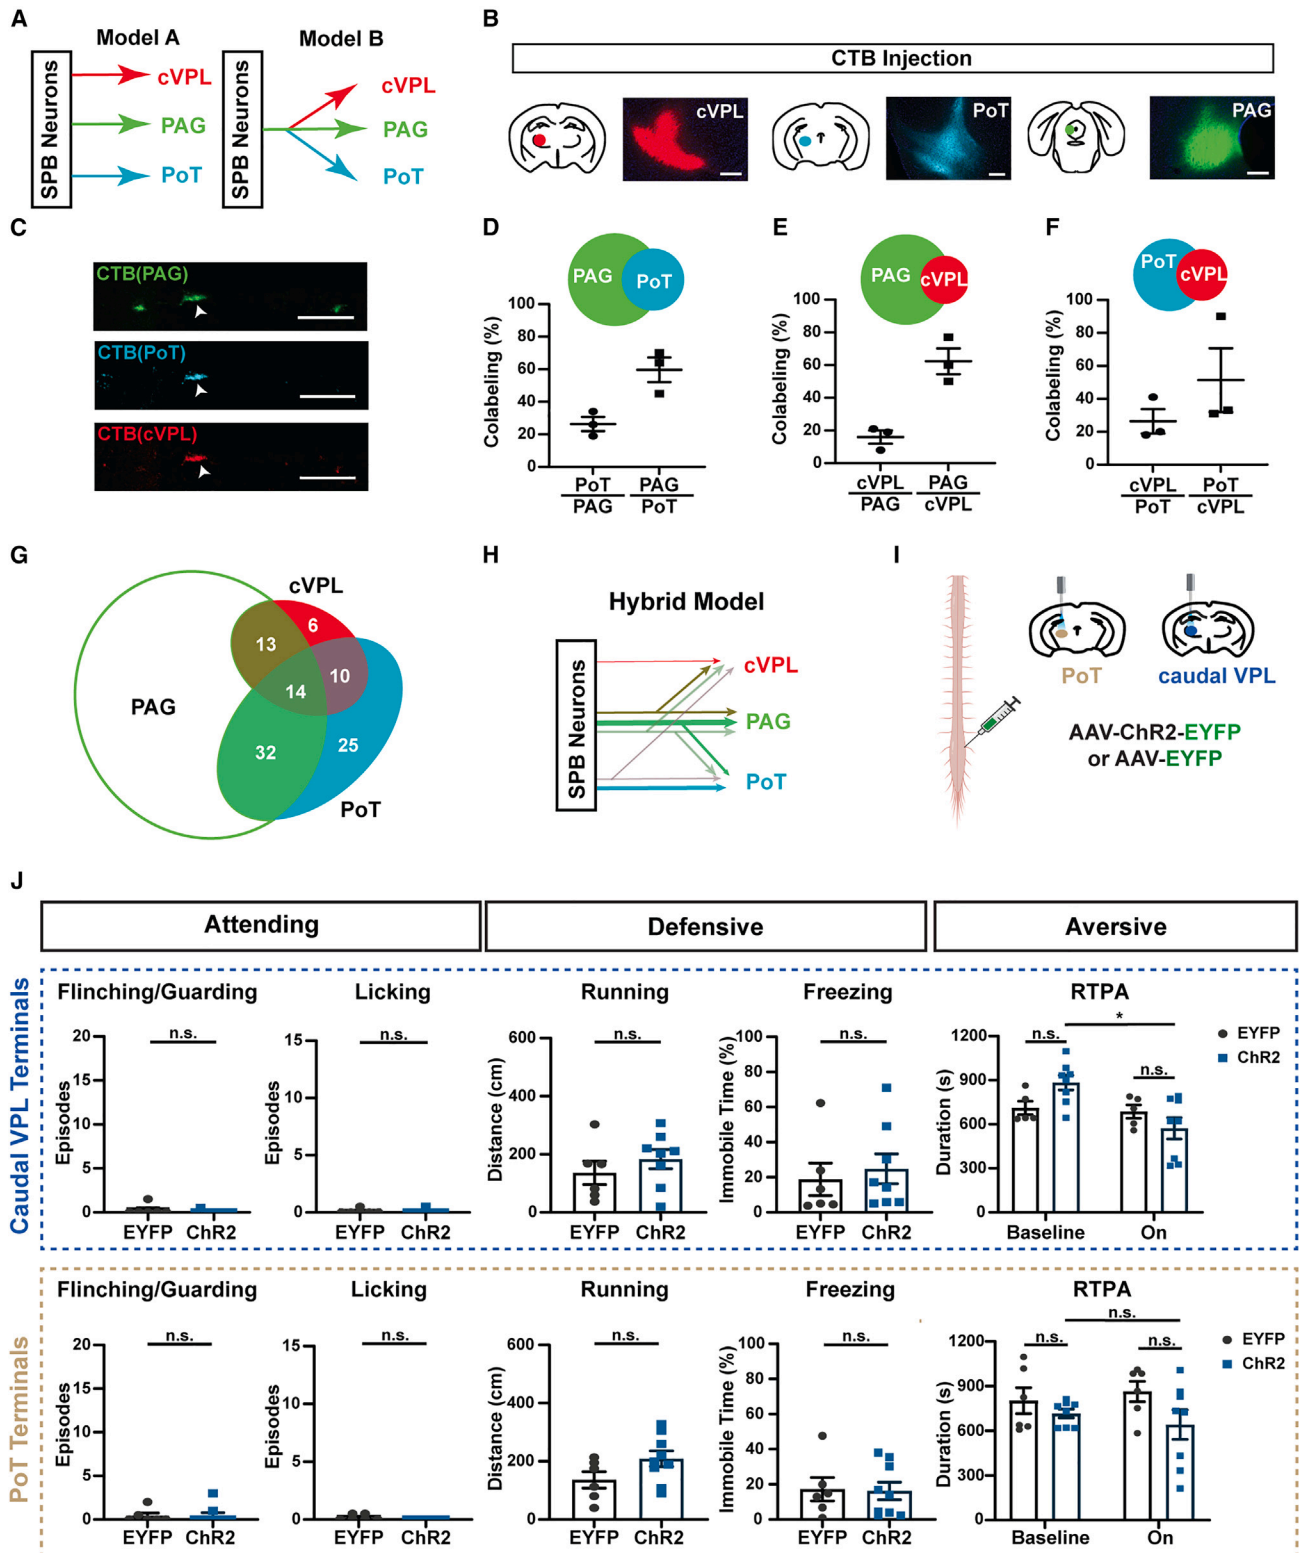 A
Model A
Model B
SPB Neurons
cVPL
PAG
PoT
SPB Neurons
cVPL
PAG
PoT
B
CTB Injection
cVPL
PoT
PAG
C
CTB(PAG)
CTB(PoT)
CTB(cVPL)
D
PAG
PoT
Colabeling (%)
100
80
60
40
20
0
PoT
PAG
PAG
PoT
E
PAG
cVPL
Colabeling (%)
100
80
60
40
20
0
cVPL
PAG
PAG
cVPL
F
PoT
cVPL
Colabeling (%)
100
80
60
40
20
0
cVPL
PoT
PoT
cVPL
G
cVPL
6
13
10
14
PAG
32
25
PoT
H
Hybrid Model
SPB Neurons
cVPL
PAG
PoT
I
PoT
caudal VPL
AAV-ChR2-EYFP
or AAV-EYFP
J
Attending
Defensive
Aversive
Caudal VPL Terminals
Flinching/Guarding
n.s.
Episodes
20
15
10
5
0
EYFP
ChR2
Licking
n.s.
Episodes
15
10
5
0
EYFP
ChR2
Running
n.s.
Distance (cm)
600
400
200
0
EYFP
ChR2
Freezing
n.s.
Immobile Time (%)
100
80
60
40
20
0
EYFP
ChR2
RTPA
*
n.s.
n.s.
Duration (s)
1200
900
600
300
0
Baseline
On
EYFP
ChR2
PoT Terminals
Flinching/Guarding
n.s.
Episodes
20
15
10
5
0
EYFP
ChR2
Licking
n.s.
Episodes
15
10
5
0
EYFP
ChR2
Running
n.s.
Distance (cm)
600
400
200
0
EYFP
ChR2
Freezing
n.s.
Immobile Time (%)
100
80
60
40
20
0
EYFP
ChR2
RTPA
n.s.
n.s.
n.s.
Duration (s)
1200
900
600
300
0
Baseline
On
EYFP
ChR2